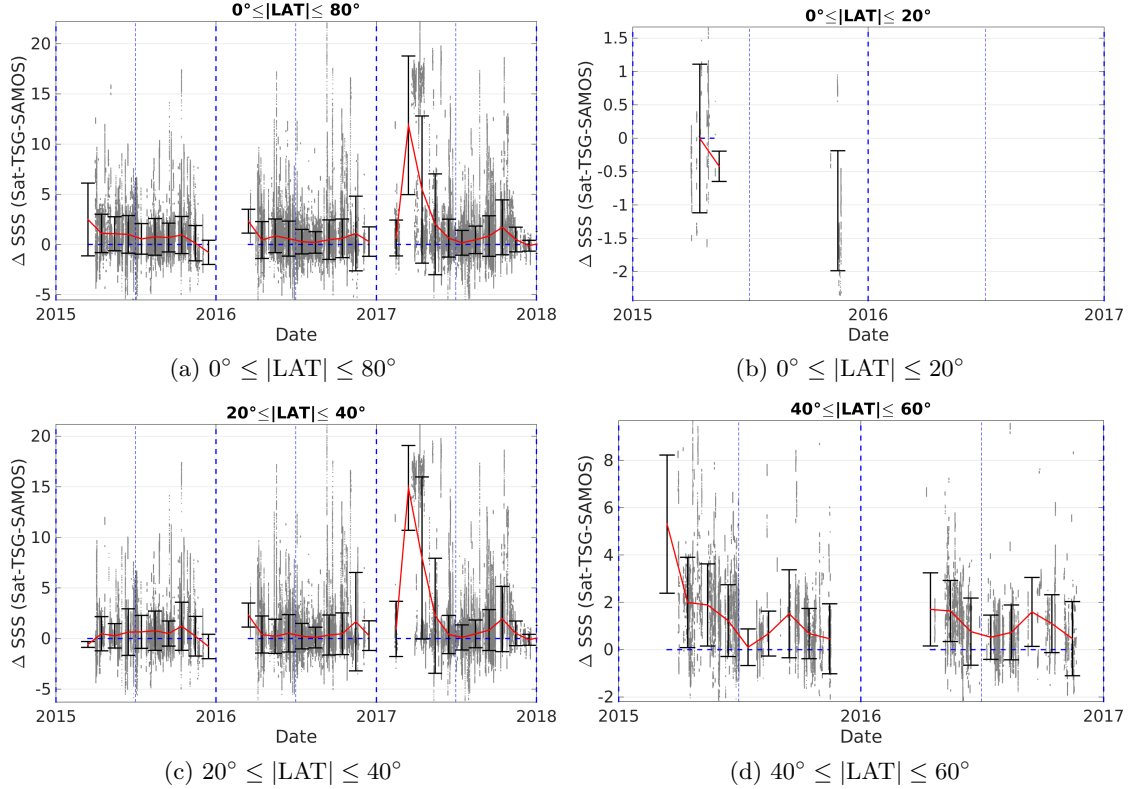 0°≤|LAT|≤ 80°
Δ SSS (Sat-TSG-SAMOS)
20
15
10
5
0
-5
2015
2016
2017
2018
Date
(a) 0° ≤ |LAT| ≤ 80°
0°≤|LAT|≤ 20°
Δ SSS (Sat-TSG-SAMOS)
1.5
1
0.5
0
-0.5
-1
-1.5
-2
2015
2016
2017
Date
(b) 0° ≤ |LAT| ≤ 20°
20°≤|LAT|≤ 40°
Δ SSS (Sat-TSG-SAMOS)
20
15
10
5
0
-5
2015
2016
2017
2018
Date
(c) 20° ≤ |LAT| ≤ 40°
40°≤|LAT|≤ 60°
Δ SSS (Sat-TSG-SAMOS)
8
6
4
2
0
-2
2015
2016
2017
Date
(d) 40° ≤ |LAT| ≤ 60°